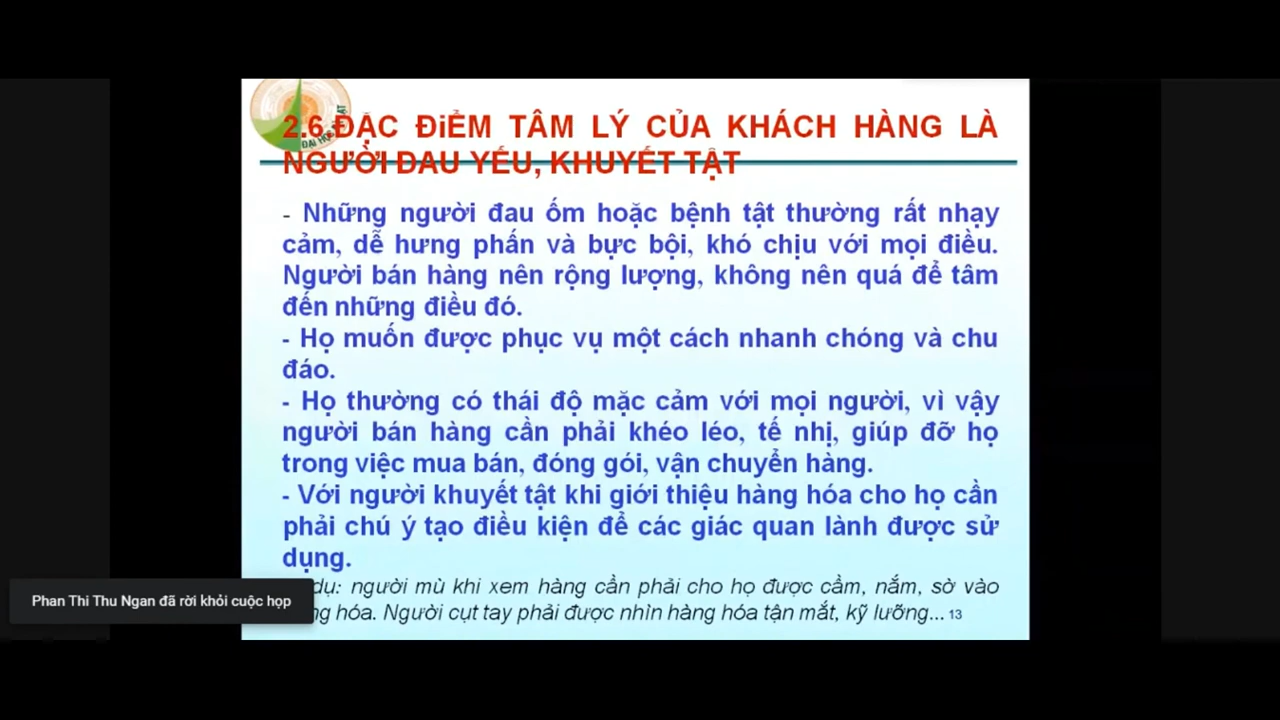 2.6.ĐẶC ĐiỂM TÂM LÝ CỦA KHÁCH HÀNG LÀ
NGƯỜI ĐAU YẾU, KHUYẾT TẬT
- Những người đau ốm hoặc bệnh tật thường rất nhạy
cảm, dễ hưng phấn và bực bội, khó chịu với mọi điều.
Người bán hàng nên rộng lượng, không nên quá để tâm
đến những điều đó.
- Họ muốn được phục vụ một cách nhanh chóng và chu
đáo.
- Họ thường có thái độ mặc cảm với mọi người, vì vậy
người bán hàng cần phải khéo léo, tế nhị, giúp đỡ họ
trong việc mua bán, đóng gói, vận chuyển hàng.
- Với người khuyết tật khi giới thiệu hàng hóa cho họ cần
phải chú ý tạo điều kiện để các giác quan lành được sử
dụng.
dụ: người mù khi xem hàng cần phải cho họ được cầm, nắm, sờ vào
hóa. Người cụt tay phải được nhìn hàng hóa tận mắt, kỹ lưỡng... 13
Phan Thi Thu Ngan đã rời khỏi cuộc họp